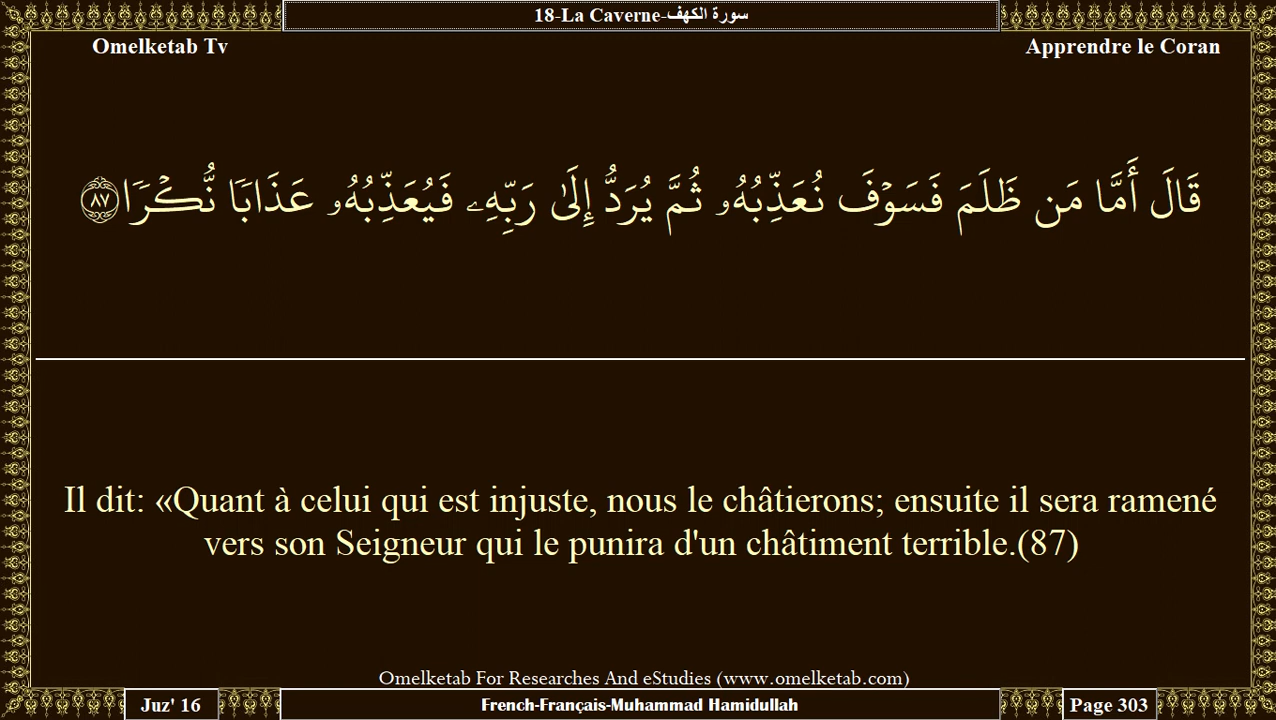 18-La Caverne-سورة الكهف
Omelketab Tv
Apprendre le Coran
قَالَ أَمَّا مَن ظَلَمَ فَسَوۡفَ نُعَذِّبُهُۥ ثُمَّ يُرَدُّ إِلَىٰ رَبِّهِۦ فَيُعَذِّبُهُۥ عَذَابٗا نُّكۡرٗا ٨٧
Il dit: «Quant à celui qui est injuste, nous le châtierons; ensuite il sera ramené
vers son Seigneur qui le punira d'un châtiment terrible.(87)
Omelketab For Researches And eStudies (www.omelketab.com)
Juz' 16
French-Français-Muhammad Hamidullah
Page 303